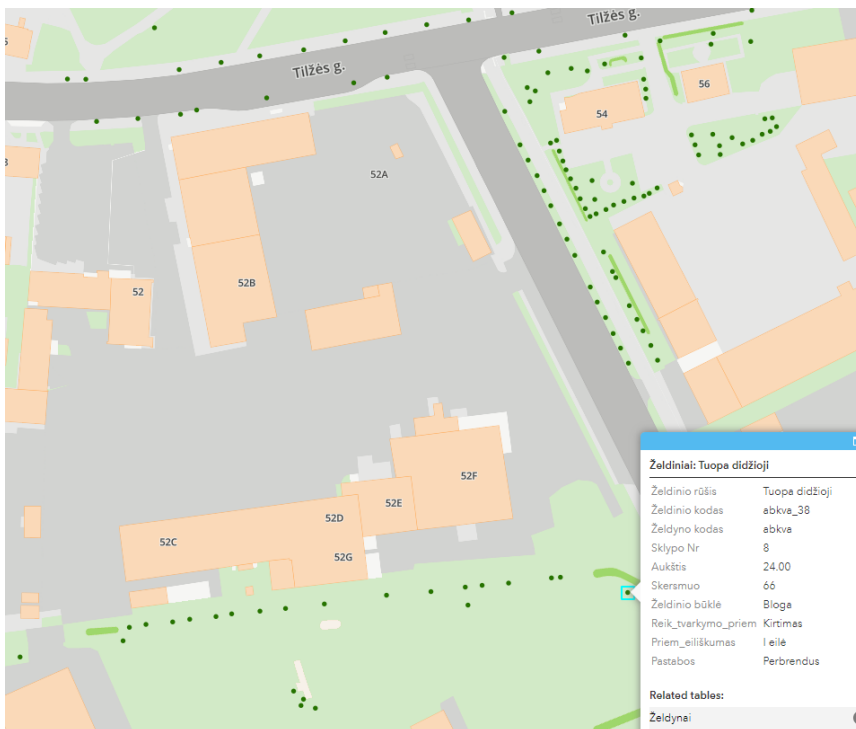 Tilžės g.
Tilžės g.
56
54
52A
52B
52
52F
52E
52D
52C
52G
Želdiniai: Tuopa didžioji
Želdinio rūšis Tuopa didžioji
Želdinio kodas abkva_38
Želdyno kodas abkva
Sklypo Nr 8
Aukštis 24.00
Skersmuo 66
Želdinio būklė Bloga
Reik_tvarkymo_priem Kirtimas
Priem_eiliškumas I eilė
Pastabos Perbrendus
Related tables:
Želdynai